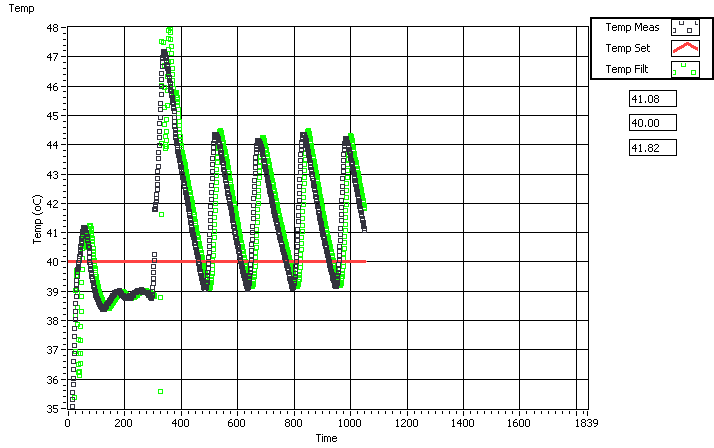 Temp
Temp Meas
Temp Set
Temp Filt
41.08
40.00
41.82
Temp (oC)
48
47
46
45
44
43
42
41
40
39
38
37
36
35
0 200 400 600 800 1000 1200 1400 1600 1839
Time